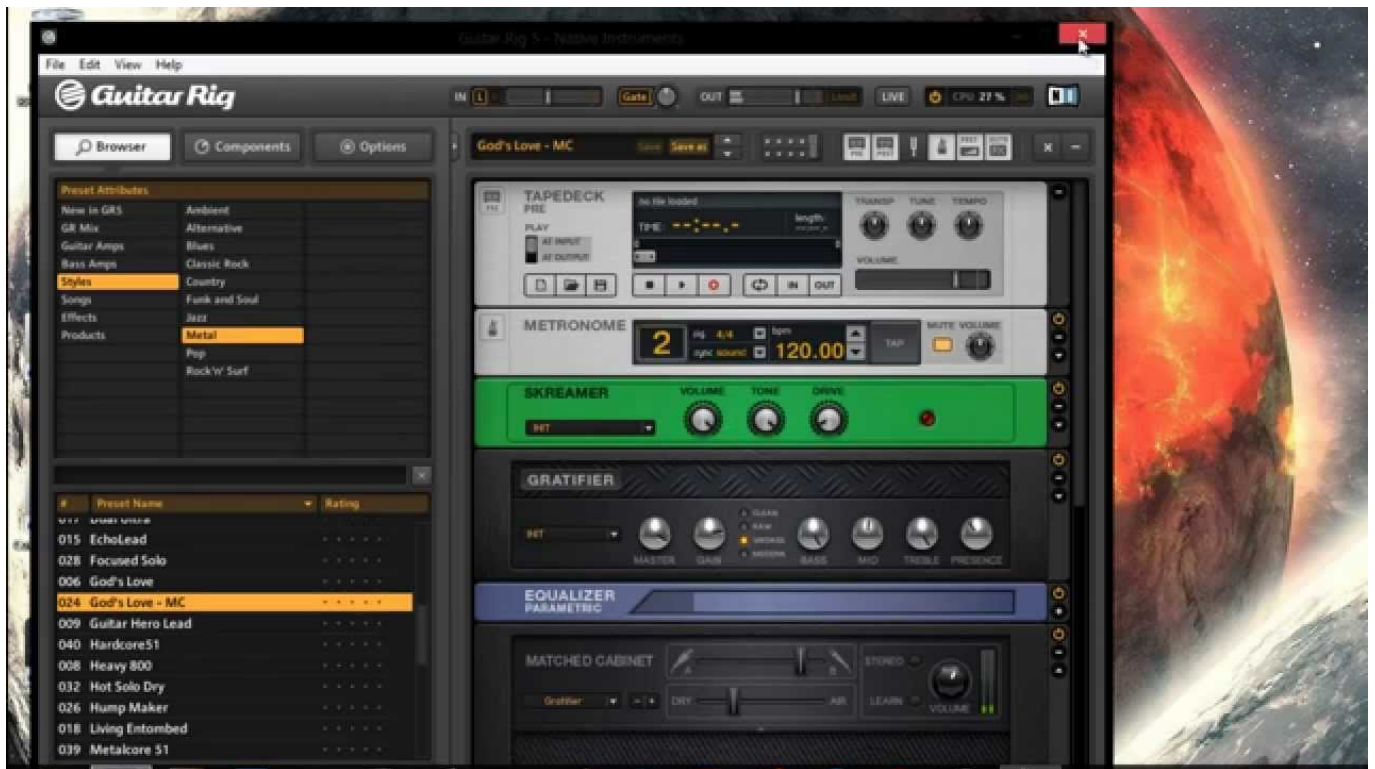 Guitar Rig 5 - Native Instruments
File Edit View Help
Guitar Rig
IN L Gate OUT LIVE CPU 27 %
Browser Components Options
God's Love - MC Save Save as
PRE POST
Preset Attributes
New in GR5 Ambient
GR Mix Alternative
Guitar Amps Blues
Bass Amps Classic Rock
Styles Country
Songs Funk and Soul
Effects Jazz
Products Metal
Pop
Rock'n' Surf
# Preset Name Rating
015 EchoLead
028 Focused Solo
006 God's Love
024 God's Love - MC
009 Guitar Hero Lead
040 Hardcore51
008 Heavy 800
032 Hot Solo Dry
026 Hump Maker
018 Living Entombed
039 Metalcore 51
TAPEDECK
PRE
no file loaded
TRANSP TUNE TEMPO
PLAY
AT INPUT
AT OUTPUT
TIME --:--.- length
VOLUME
IN OUT
METRONOME
2 sig 4/4 bpm
sync sound 120.00 TAP
MUTE VOLUME
SKREAMER
VOLUME TONE DRIVE
INIT
GRATIFIER
INIT
CLEAN
RAW
VINTAGE
MODERN
MASTER GAIN BASS MID TREBLE PRESENCE
EQUALIZER
PARAMETRIC
MATCHED CABINET
A B STEREO
Gratifier - + DRY AIR LEARN VOLUME